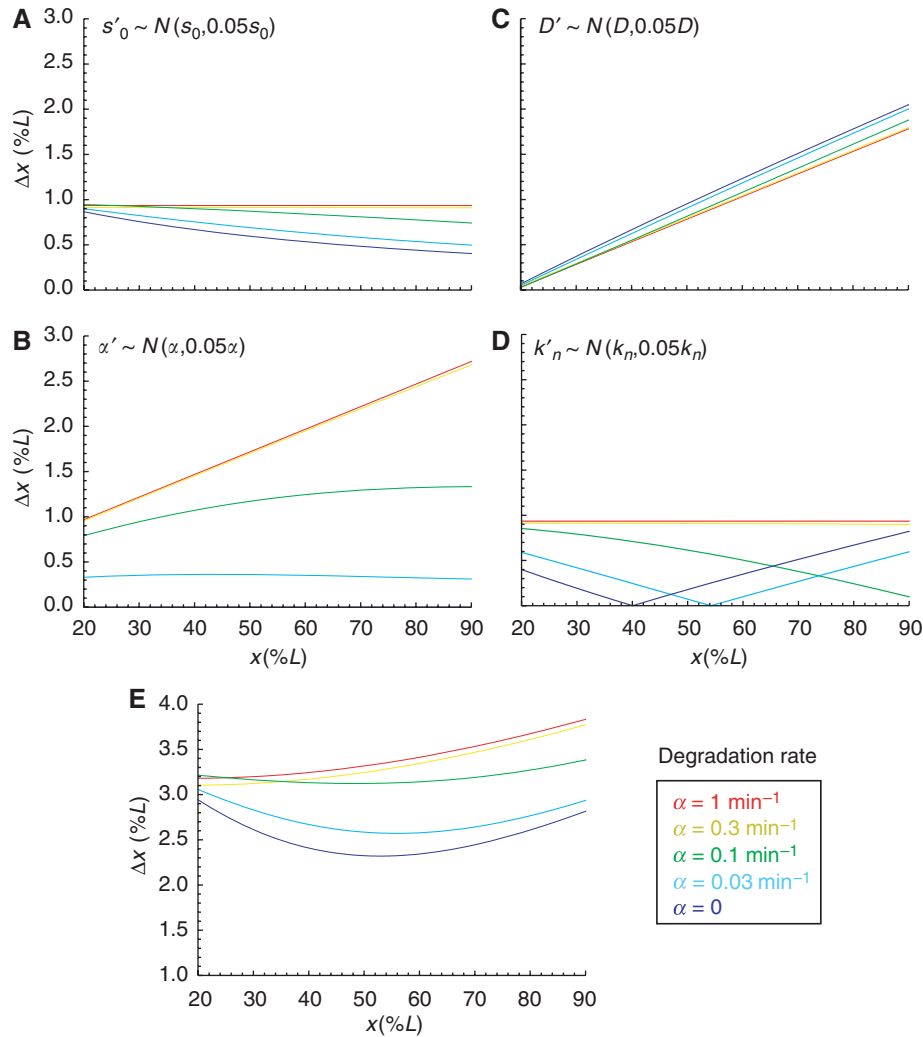 A
s′0 ~ N(s0,0.05s0)
3.0
2.5
2.0
1.5
1.0
0.5
0.0
Δx (%L)
C
D′ ~ N(D,0.05D)
B
α′ ~ N(α,0.05α)
3.0
2.5
2.0
1.5
1.0
0.5
0.0
Δx (%L)
20 30 40 50 60 70 80 90
x(%L)
D
k′n ~ N(kn,0.05kn)
20 30 40 50 60 70 80 90
x(%L)
E
4.0
3.5
3.0
2.5
2.0
1.5
1.0
Δx (%L)
20 30 40 50 60 70 80 90
x(%L)
Degradation rate
α = 1 min−1
α = 0.3 min−1
α = 0.1 min−1
α = 0.03 min−1
α = 0